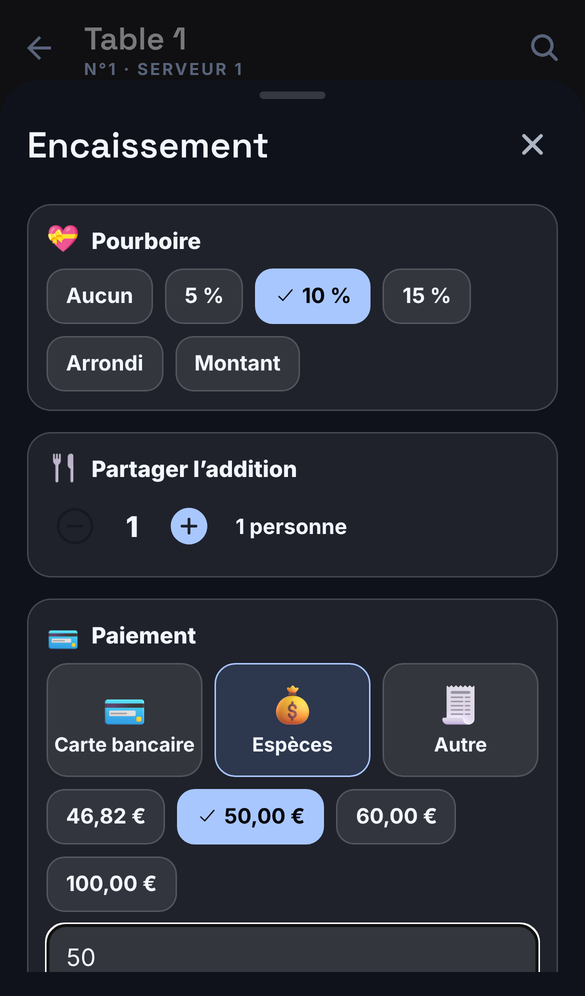 Table 1
N°1 · SERVEUR 1
Encaissement
Pourboire
Aucun
5 %
10 %
15 %
Arrondi
Montant
Partager l’addition
1
1 personne
Paiement
Carte bancaire
Espèces
Autre
46,82 €
50,00 €
60,00 €
100,00 €
50